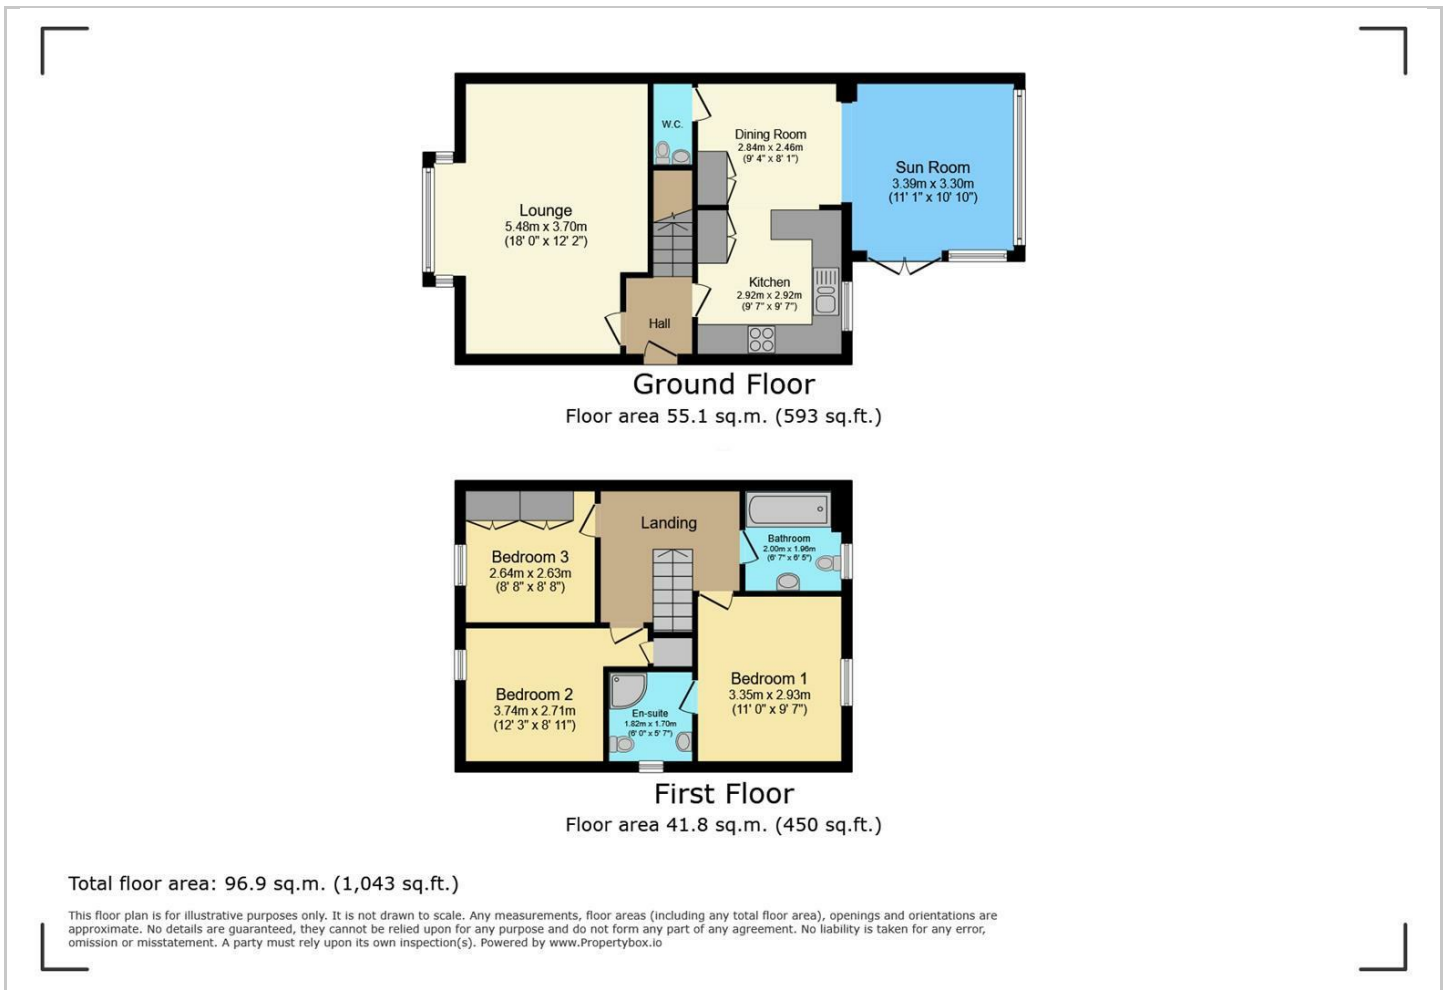 W.C.
Dining Room
2.84m x 2.46m
(9' 4" x 8' 1")
Sun Room
3.39m x 3.30m
(11' 1" x 10' 10")
Lounge
5.48m x 3.70m
(18' 0" x 12' 2")
Kitchen
2.92m x 2.92m
(9' 7" x 9' 7")
Hall
Ground Floor
Floor area 55.1 sq.m. (593 sq.ft.)
Landing
Bathroom
2.00m x 1.96m
(6' 7" x 6' 5")
Bedroom 3
2.64m x 2.63m
(8' 8" x 8' 8")
Bedroom 1
3.35m x 2.93m
(11' 0" x 9' 7")
Bedroom 2
3.74m x 2.71m
(12' 3" x 8' 11")
En-suite
1.82m x 1.70m
(6' 0" x 5' 7")
First Floor
Floor area 41.8 sq.m. (450 sq.ft.)
Total floor area: 96.9 sq.m. (1,043 sq.ft.)
This floor plan is for illustrative purposes only. It is not drawn to scale. Any measurements, floor areas (including any total floor area), openings and orientations are
approximate. No details are guaranteed, they cannot be relied upon for any purpose and do not form any part of any agreement. No liability is taken for any error,
omission or misstatement. A party must rely upon its own inspection(s). Powered by www.Propertybox.io